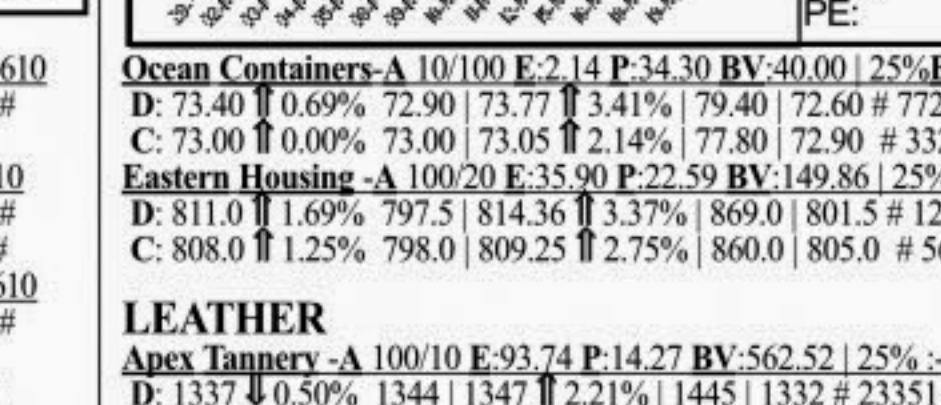 PE:
610
#
Ocean Containers-A 10/100 E:2.14 P:34.30 BV:40.00 | 25%
D: 73.40 ⇑ 0.69% 72.90 | 73.77 ⇑ 3.41% | 79.40 | 72.60 # 772
C: 73.00 ⇑ 0.00% 73.00 | 73.05 ⇑ 2.14% | 77.80 | 72.90 # 33
10
#
#
610
#
Eastern Housing -A 100/20 E:35.90 P:22.59 BV:149.86 | 25%
D: 811.0 ⇑ 1.69% 797.5 | 814.36 ⇑ 3.37% | 869.0 | 801.5 # 12
C: 808.0 ⇑ 1.25% 798.0 | 809.25 ⇑ 2.75% | 860.0 | 805.0 # 50
LEATHER
Apex Tannery -A 100/10 E:93.74 P:14.27 BV:562.52 | 25% :-
D: 1337 ⇓ 0.50% 1344 | 1347 ⇑ 2.21% | 1445 | 1332 # 23351